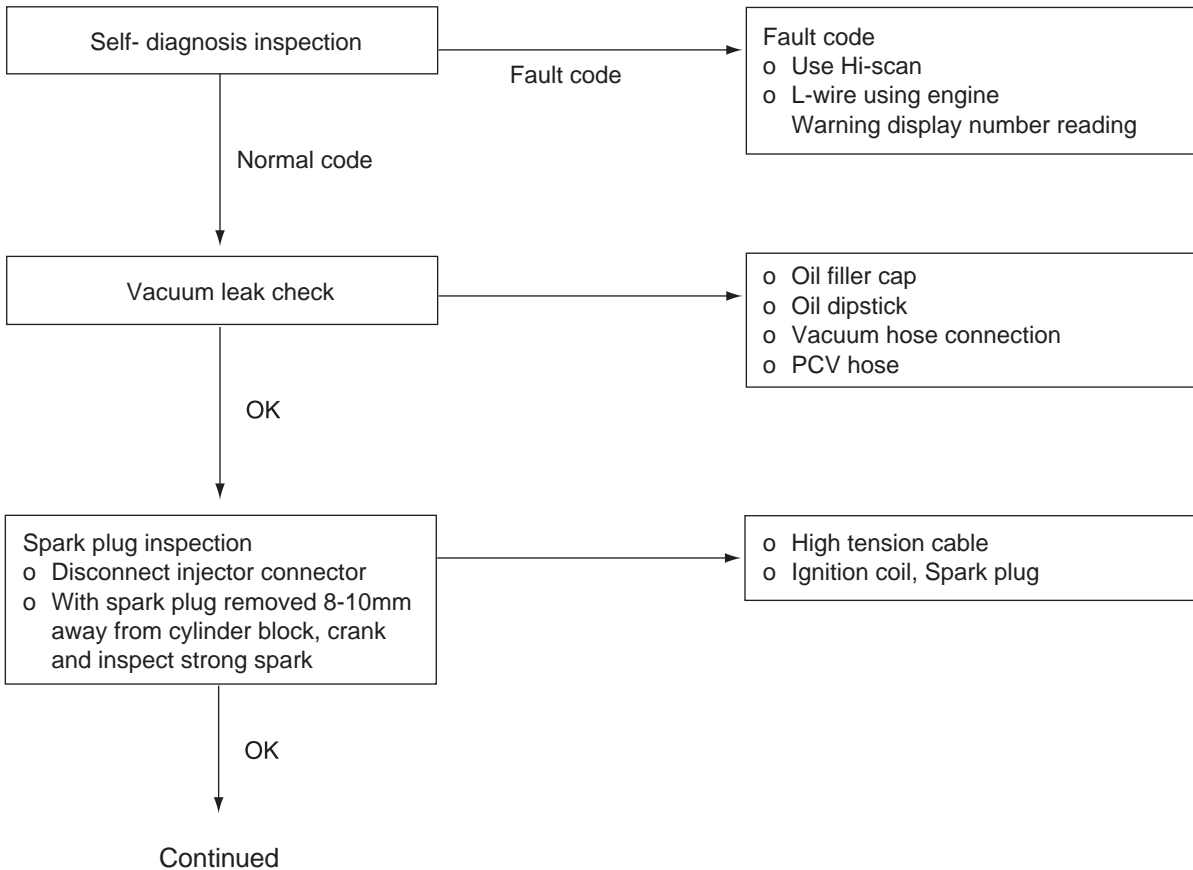 Self- diagnosis inspection
Fault code
Fault code
o Use Hi-scan
o L-wire using engine
Warning display number reading
Normal code
Vacuum leak check
o Oil filler cap
o Oil dipstick
o Vacuum hose connection
o PCV hose
OK
Spark plug inspection
o Disconnect injector connector
o With spark plug removed 8-10mm
away from cylinder block, crank
and inspect strong spark
o High tension cable
o Ignition coil, Spark plug
OK
Continued